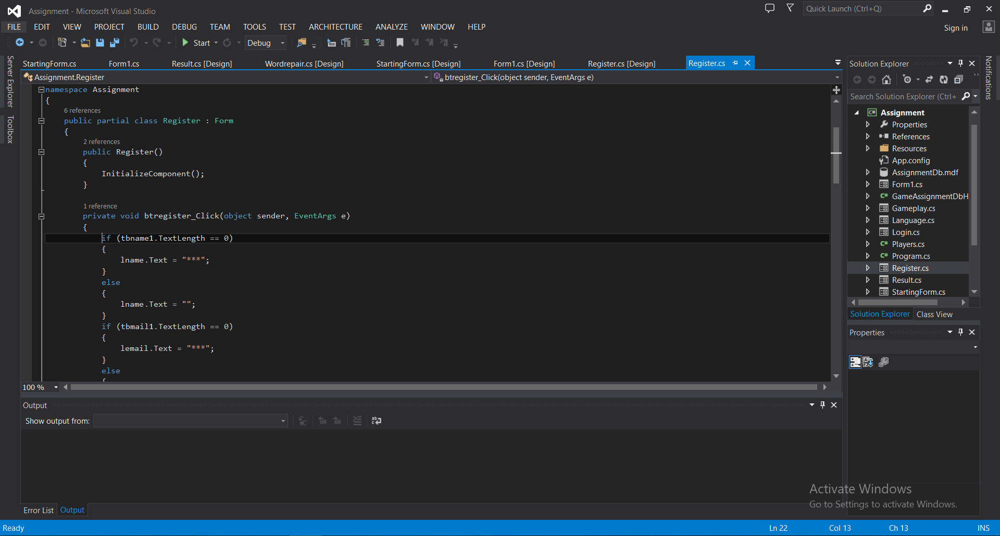 Assignment - Microsoft Visual Studio
Quick Launch (Ctrl+Q)
FILE EDIT VIEW PROJECT BUILD DEBUG TEAM TOOLS TEST ARCHITECTURE ANALYZE WINDOW HELP
Sign in
Start Debug
Server Explorer
Toolbox
StartingForm.cs Form1.cs Result.cs [Design] Wordrepair.cs [Design] StartingForm.cs [Design] Form1.cs [Design] Register.cs [Design] Register.cs
Assignment.Register btregister_Click(object sender, EventArgs e)
namespace Assignment
{
6 references
public partial class Register : Form
{
2 references
public Register()
{
InitializeComponent();
}
1 reference
private void btregister_Click(object sender, EventArgs e)
{
if (tbname1.TextLength == 0)
{
lname.Text = "***";
}
else
{
lname.Text = "";
}
if (tbmail1.TextLength == 0)
{
lemail.Text = "***";
}
else
{
100 %
Output
Show output from:
Error List Output
Solution Explorer
Search Solution Explorer (Ctrl+
C# Assignment
Properties
References
Resources
App.config
AssignmentDb.mdf
Form1.cs
C# GameAssignmentDbH
Gameplay.cs
Language.cs
Login.cs
C# Players.cs
C# Program.cs
Register.cs
Result.cs
StartingForm.cs
Solution Explorer Class View
Properties
Notifications
Activate Windows
Go to Settings to activate Windows.
Ready Ln 22 Col 13 Ch 13 INS